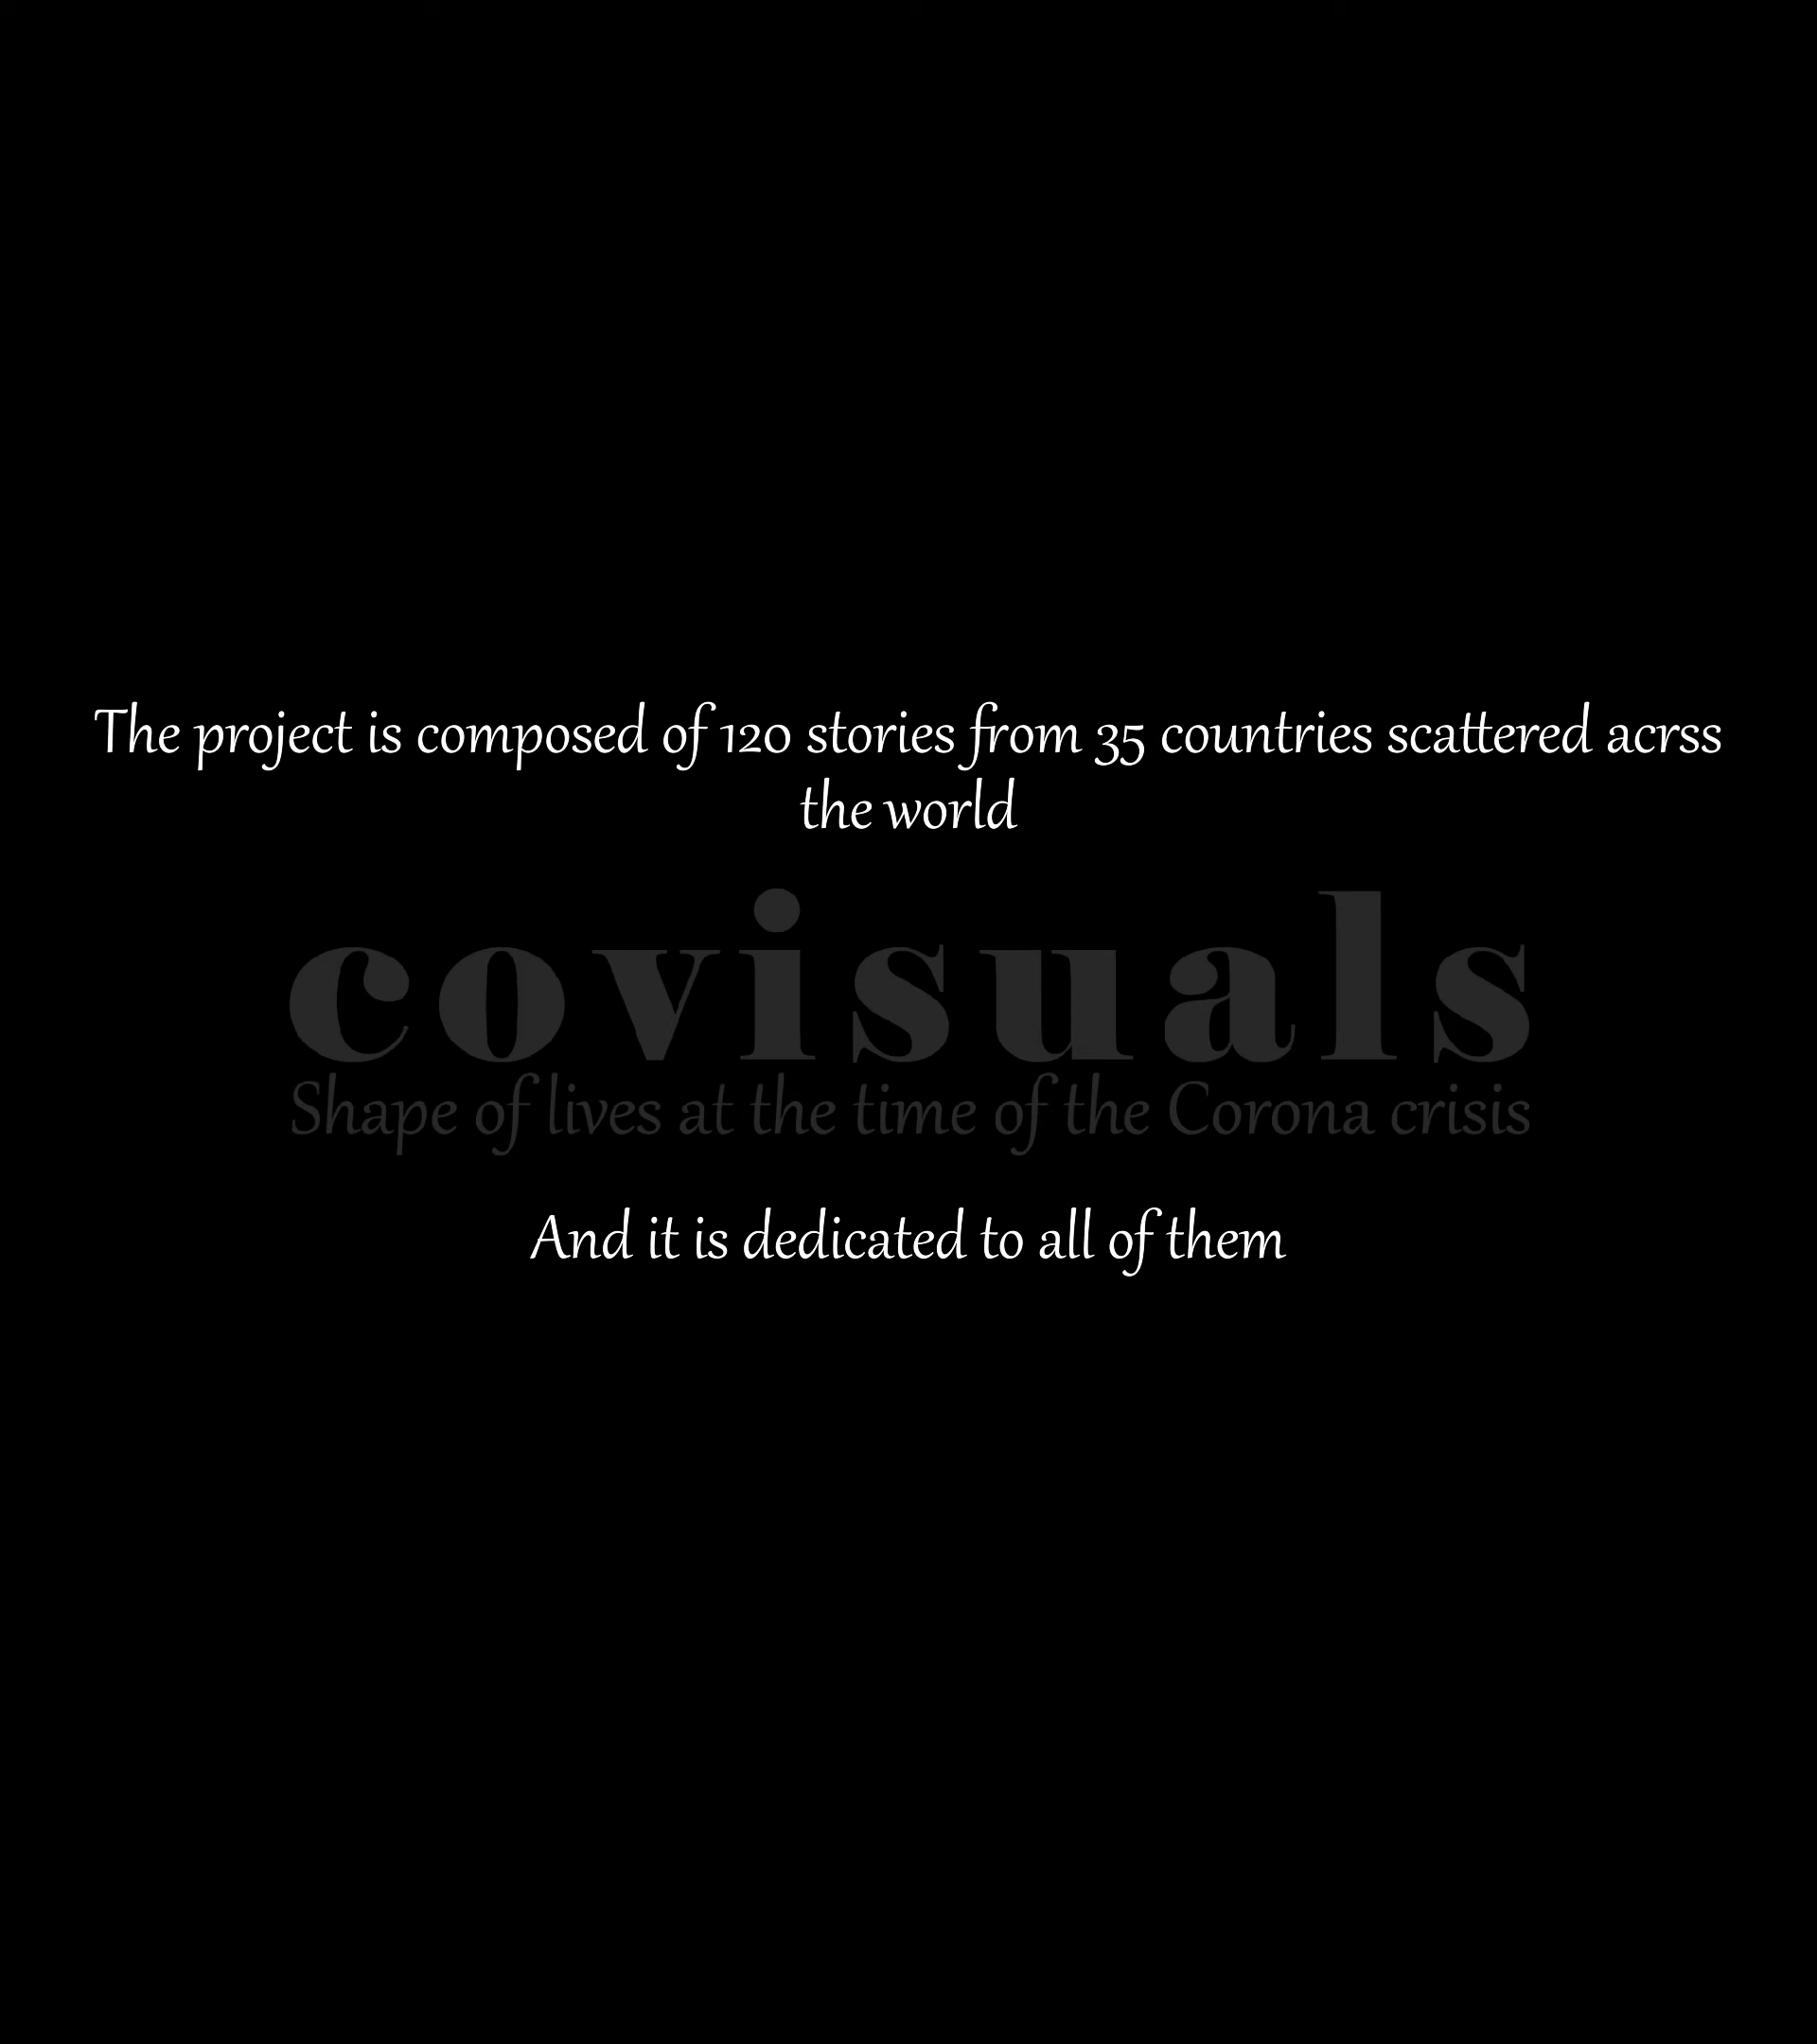 The project is composed of 120 stories from 35 countries scattered acrss
the world
covisuals
Shape of lives at the time of the Corona crisis
And it is dedicated to all of them